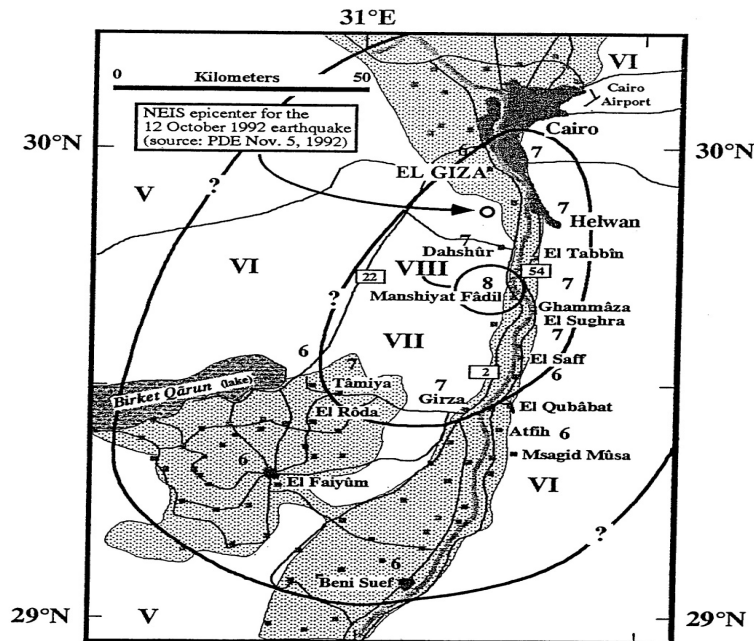 31°E
0 Kilometers 50
VI
Cairo
Airport
NEIS epicenter for the
12 October 1992 earthquake
(source: PDE Nov. 5, 1992)
Cairo
30°N
30°N
6
7
V
EL GIZA
?
7
Helwan
7
Dahshûr
El Tabbîn
VI
VIII
22
54
8
7
Manshiyat Fâdil
Ghammâza
El Sughra
VII
7
6
7
El Saff
2
6
Birket Qârun (lake)
Tâmiya
7
Girza
El Qubâbat
El Rôda
Atfih 6
6
Msagid Mûsa
El Faiyûm
VI
?
6
Beni Suef
29°N
V
29°N